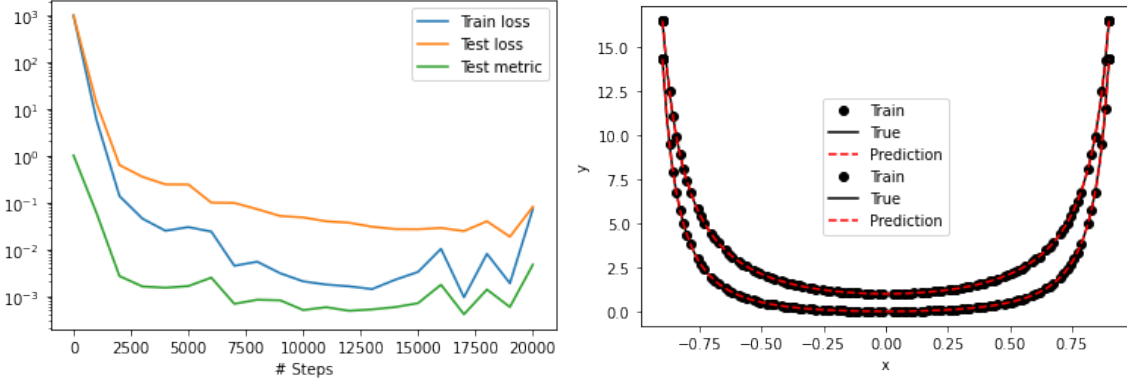 10³
10²
10¹
10⁰
10⁻¹
10⁻²
10⁻³
Train loss
Test loss
Test metric
0
2500
5000
7500
10000
12500
15000
17500
20000
# Steps
15.0
12.5
10.0
7.5
5.0
2.5
0.0
y
Train
True
Prediction
Train
True
Prediction
−0.75
−0.50
−0.25
0.00
0.25
0.50
0.75
x